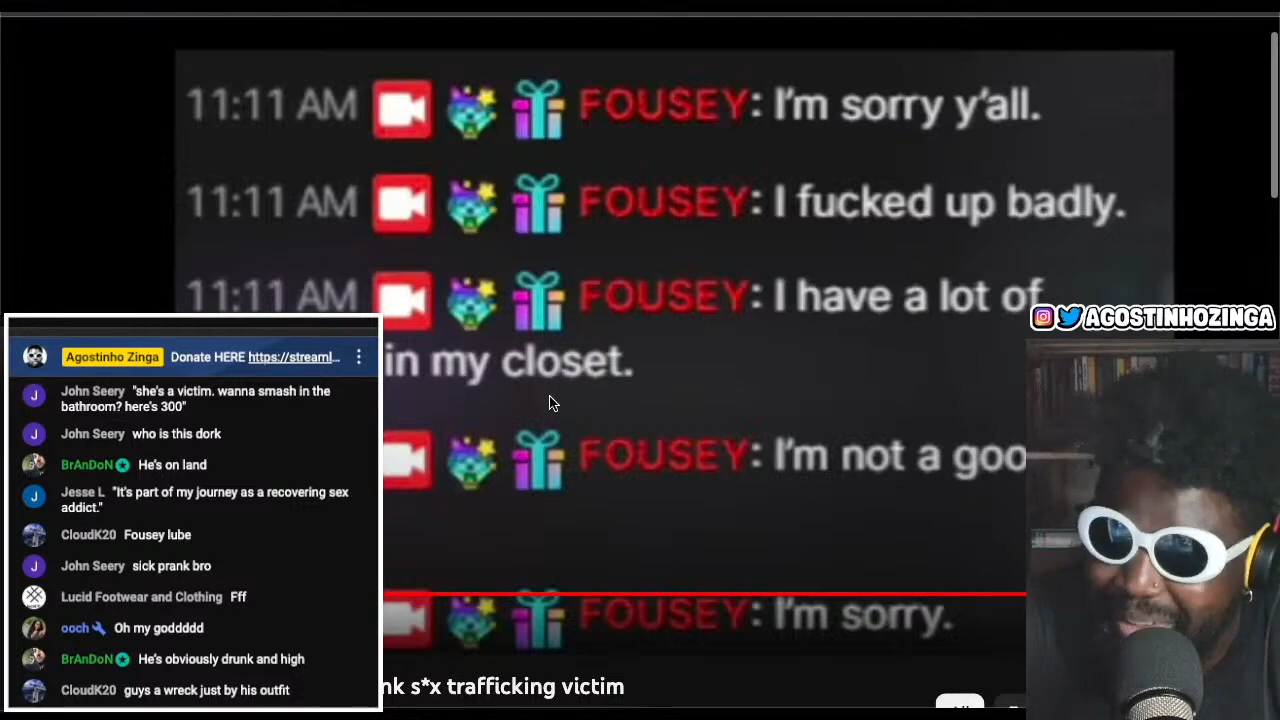 11:11 AM FOUSEY: I'm sorry y'all.
11:11 AM FOUSEY: I fucked up badly.
11:11 AM FOUSEY: I have a lot of
in my closet.
FOUSEY: I'm not a goo
FOUSEY: I'm sorry.
nk s*x trafficking victim
AGOSTINHOZINGA
Agostinho Zinga Donate HERE https://streaml...
John Seery "she's a victim. wanna smash in the
bathroom? here's 300"
John Seery who is this dork
BrAnDoN He's on land
Jesse L "It's part of my journey as a recovering sex
addict."
CloudK20 Fousey lube
John Seery sick prank bro
Lucid Footwear and Clothing Fff
ooch Oh my goddddd
BrAnDoN He's obviously drunk and high
CloudK20 guys a wreck just by his outfit